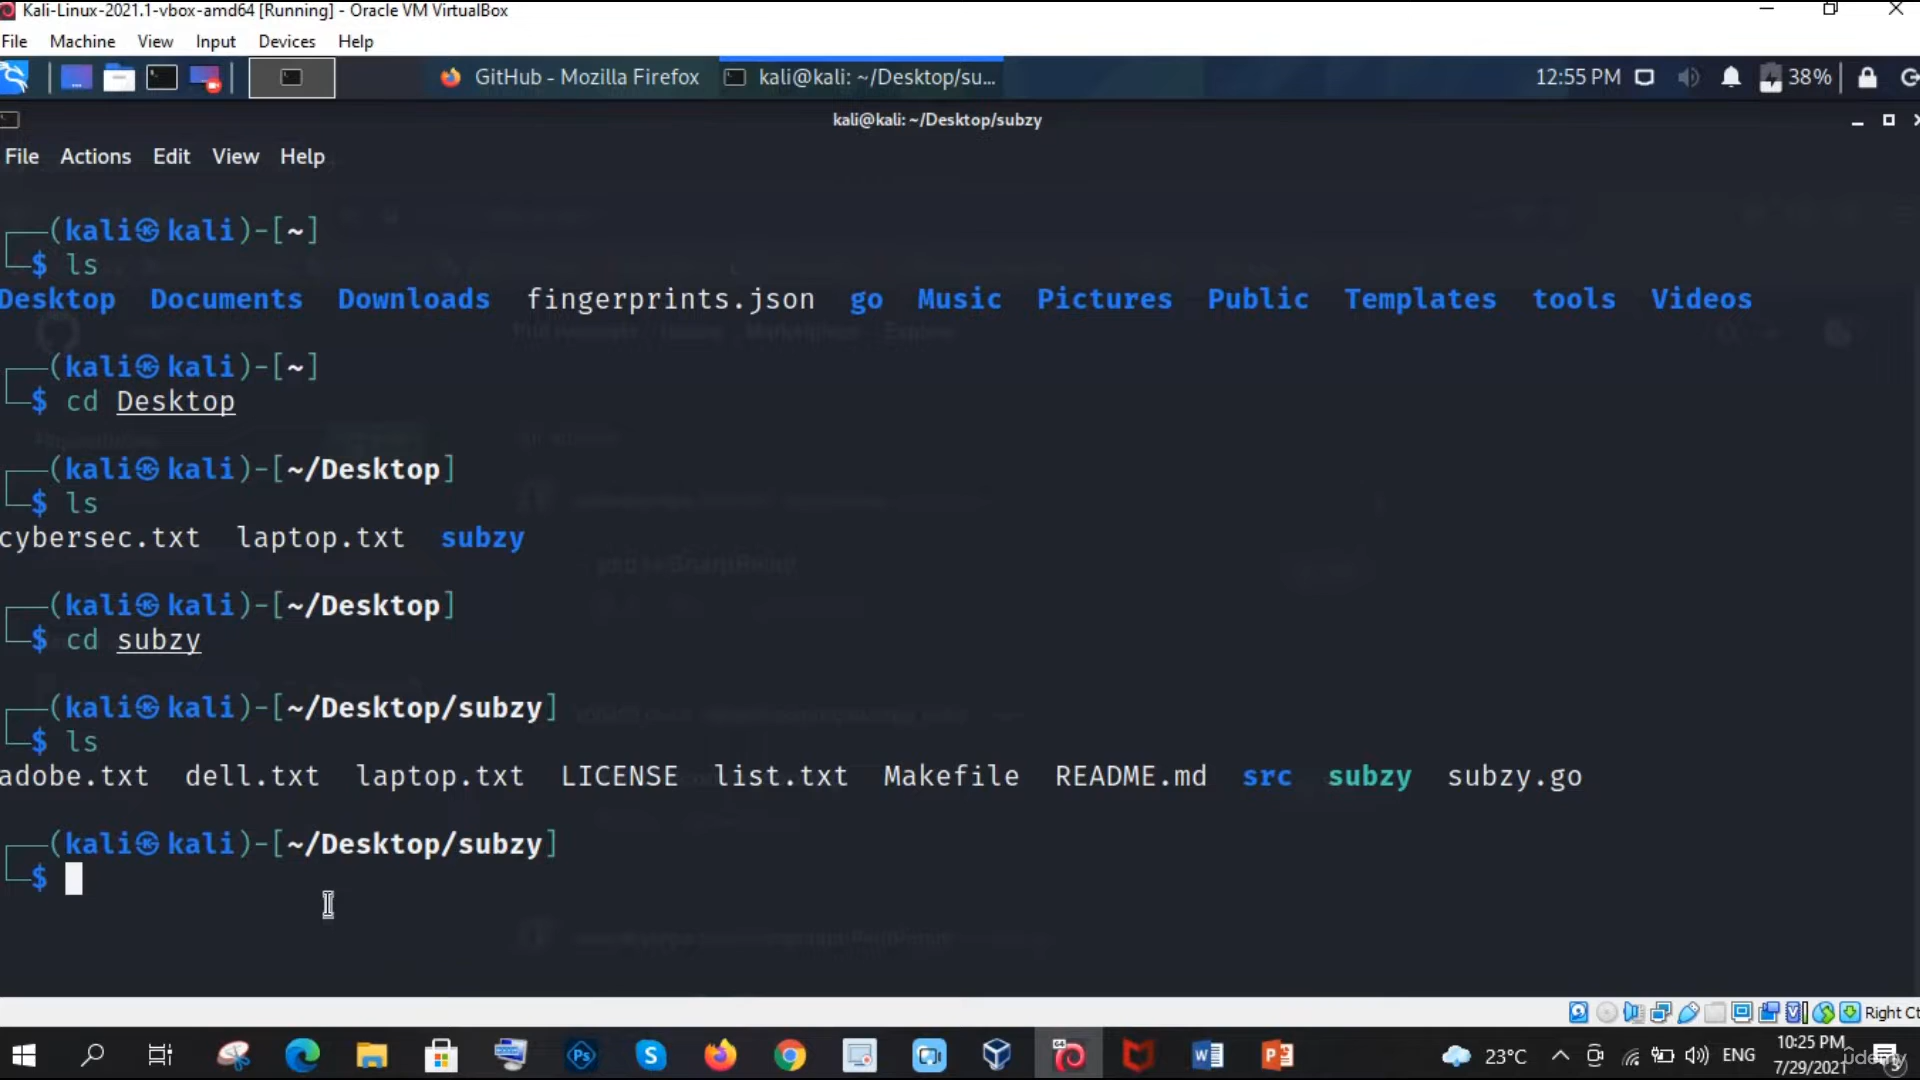 Kali-Linux-2021.1-vbox-amd64 [Running] - Oracle VM VirtualBox
File Machine View Input Devices Help
GitHub - Mozilla Firefox kali@kali: ~/Desktop/su... 12:55 PM 38%
kali@kali: ~/Desktop/subzy
File Actions Edit View Help
(kali㉿kali)-[~]
$ ls
Desktop Documents Downloads fingerprints.json go Music Pictures Public Templates tools Videos
(kali㉿kali)-[~]
$ cd Desktop
(kali㉿kali)-[~/Desktop]
$ ls
cybersec.txt laptop.txt subzy
(kali㉿kali)-[~/Desktop]
$ cd subzy
(kali㉿kali)-[~/Desktop/subzy]
$ ls
adobe.txt dell.txt laptop.txt LICENSE list.txt Makefile README.md src subzy subzy.go
(kali㉿kali)-[~/Desktop/subzy]
$
Right Ct
23°C ENG 10:25 PM
7/29/2021 udemy